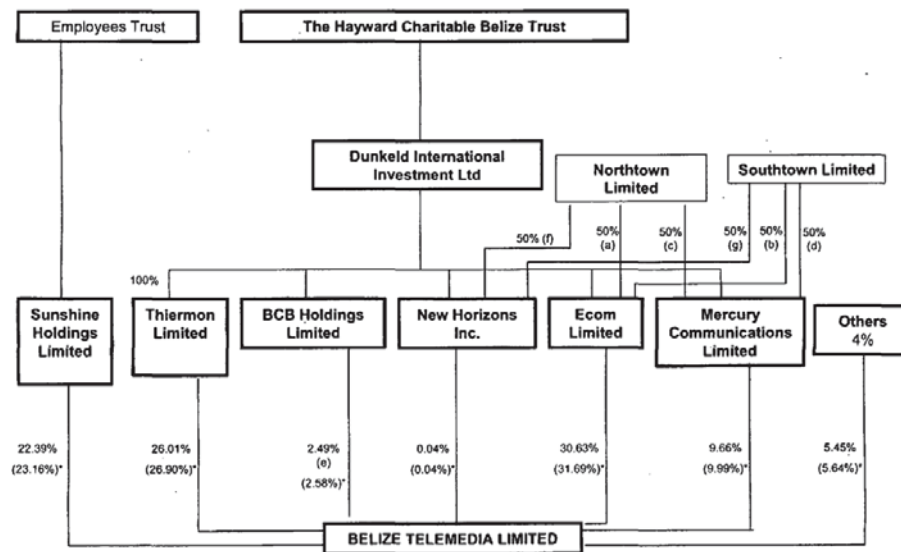 Employees Trust
The Hayward Charitable Belize Trust
Dunkeld International
Investment Ltd
Northtown
Limited
Southtown Limited
50% (f)
50%
(a)
50%
(c)
50%
(g)
50%
(b)
50%
(d)
100%
Sunshine
Holdings
Limited
Thiermon
Limited
BCB Holdings
Limited
New Horizons
Inc.
Ecom
Limited
Mercury
Communications
Limited
Others
4%
22.39%
(23.16%)*
26.01%
(26.90%)*
2.49%
(e)
(2.58%)*
0.04%
(0.04%)*
30.63%
(31.69%)*
9.66%
(9.99%)*
5.45%
(5.64%)*
BELIZE TELEMEDIA LIMITED